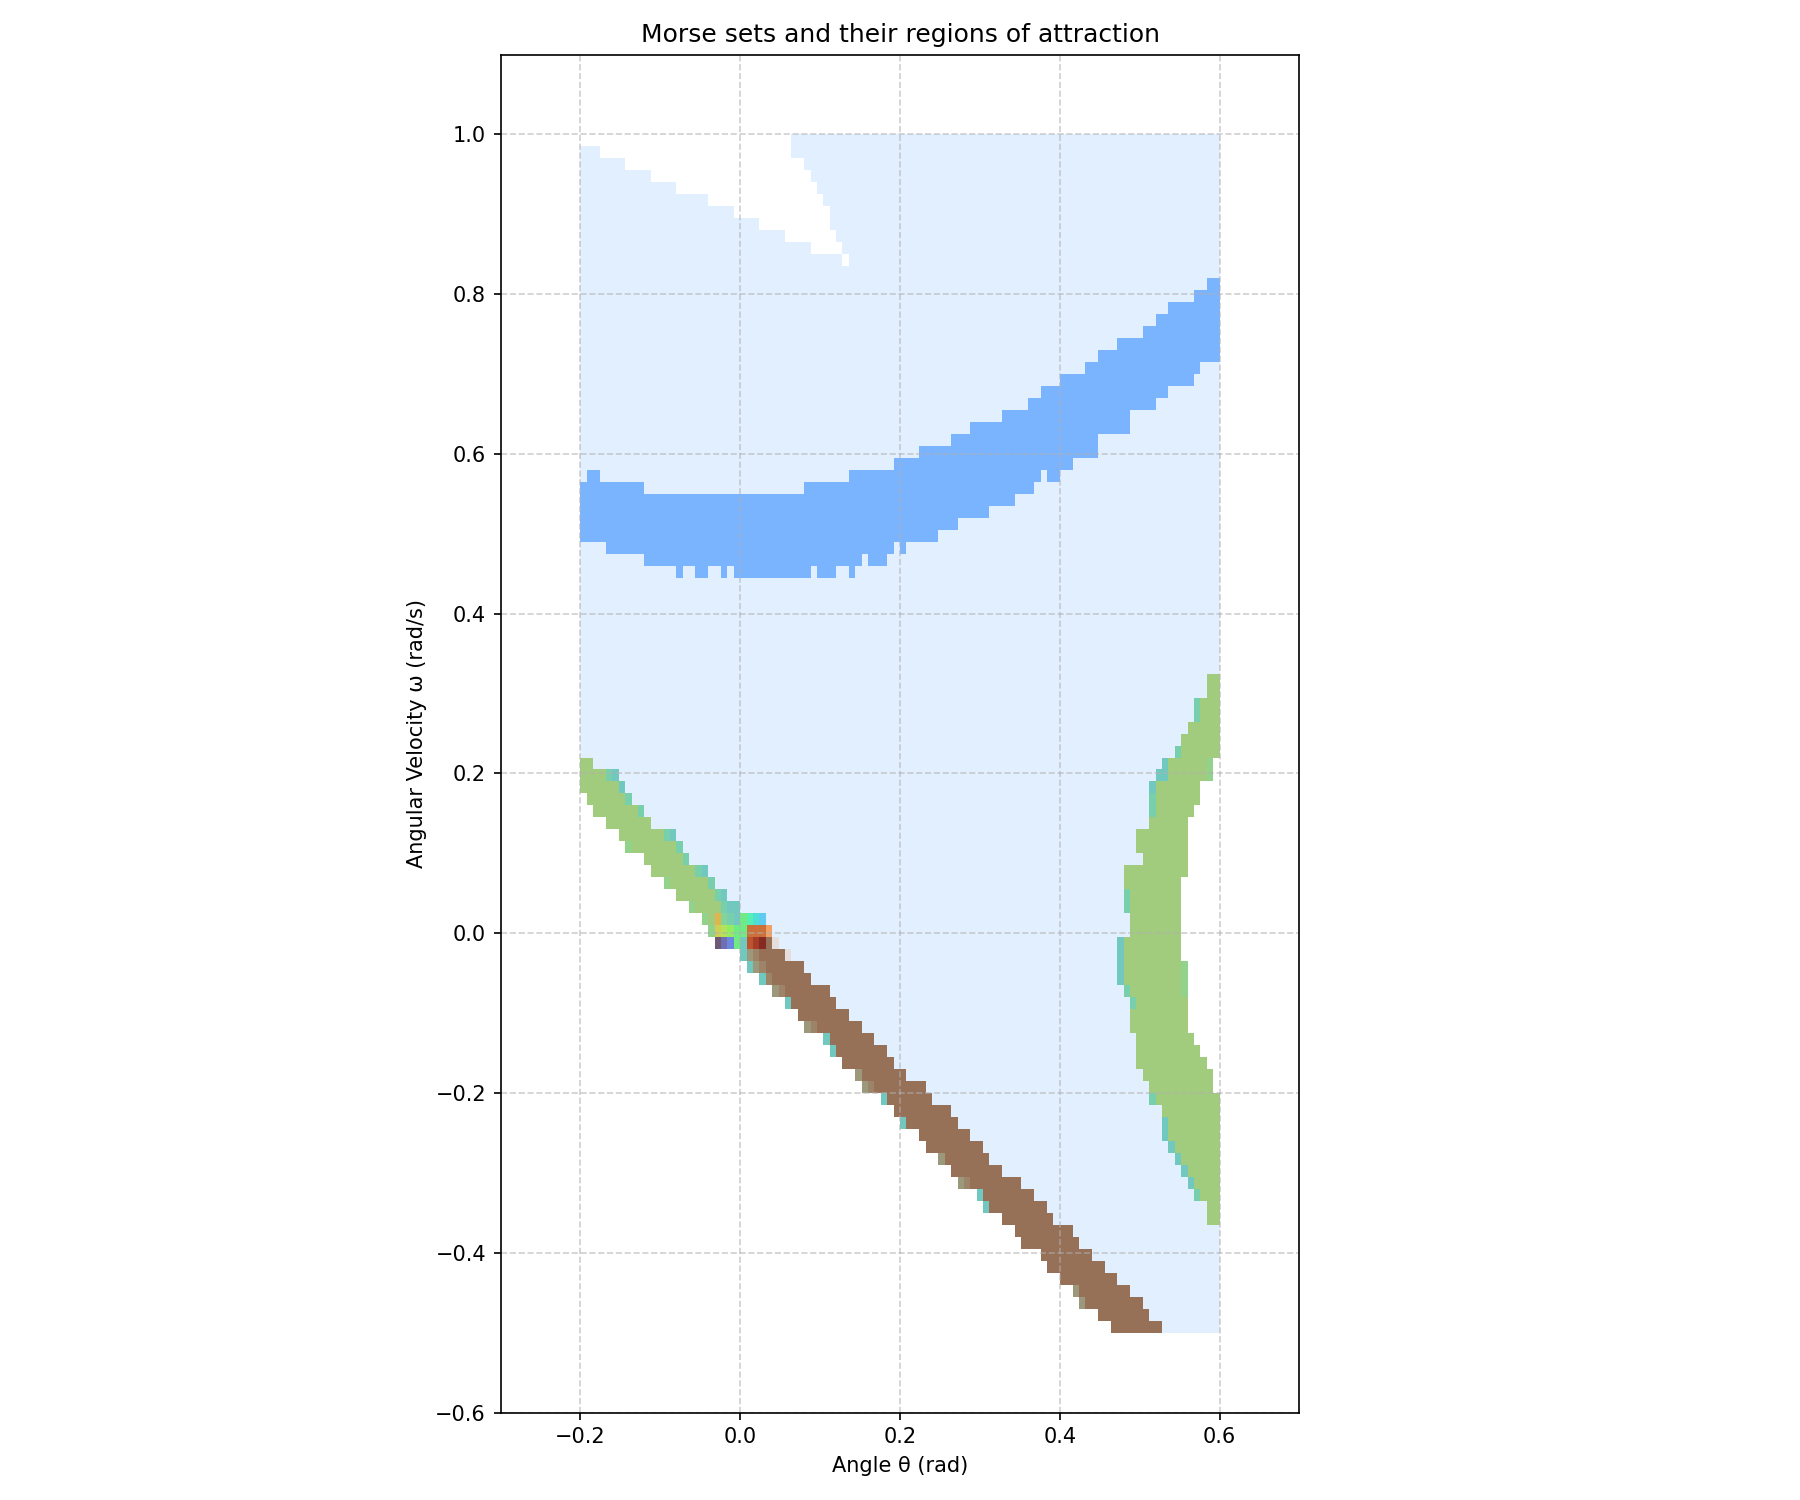 Morse sets and their regions of attraction
1.0
0.8
0.6
0.4
0.2
0.0
−0.2
−0.4
−0.6
Angular Velocity ω (rad/s)
−0.2 0.0 0.2 0.4 0.6
Angle θ (rad)